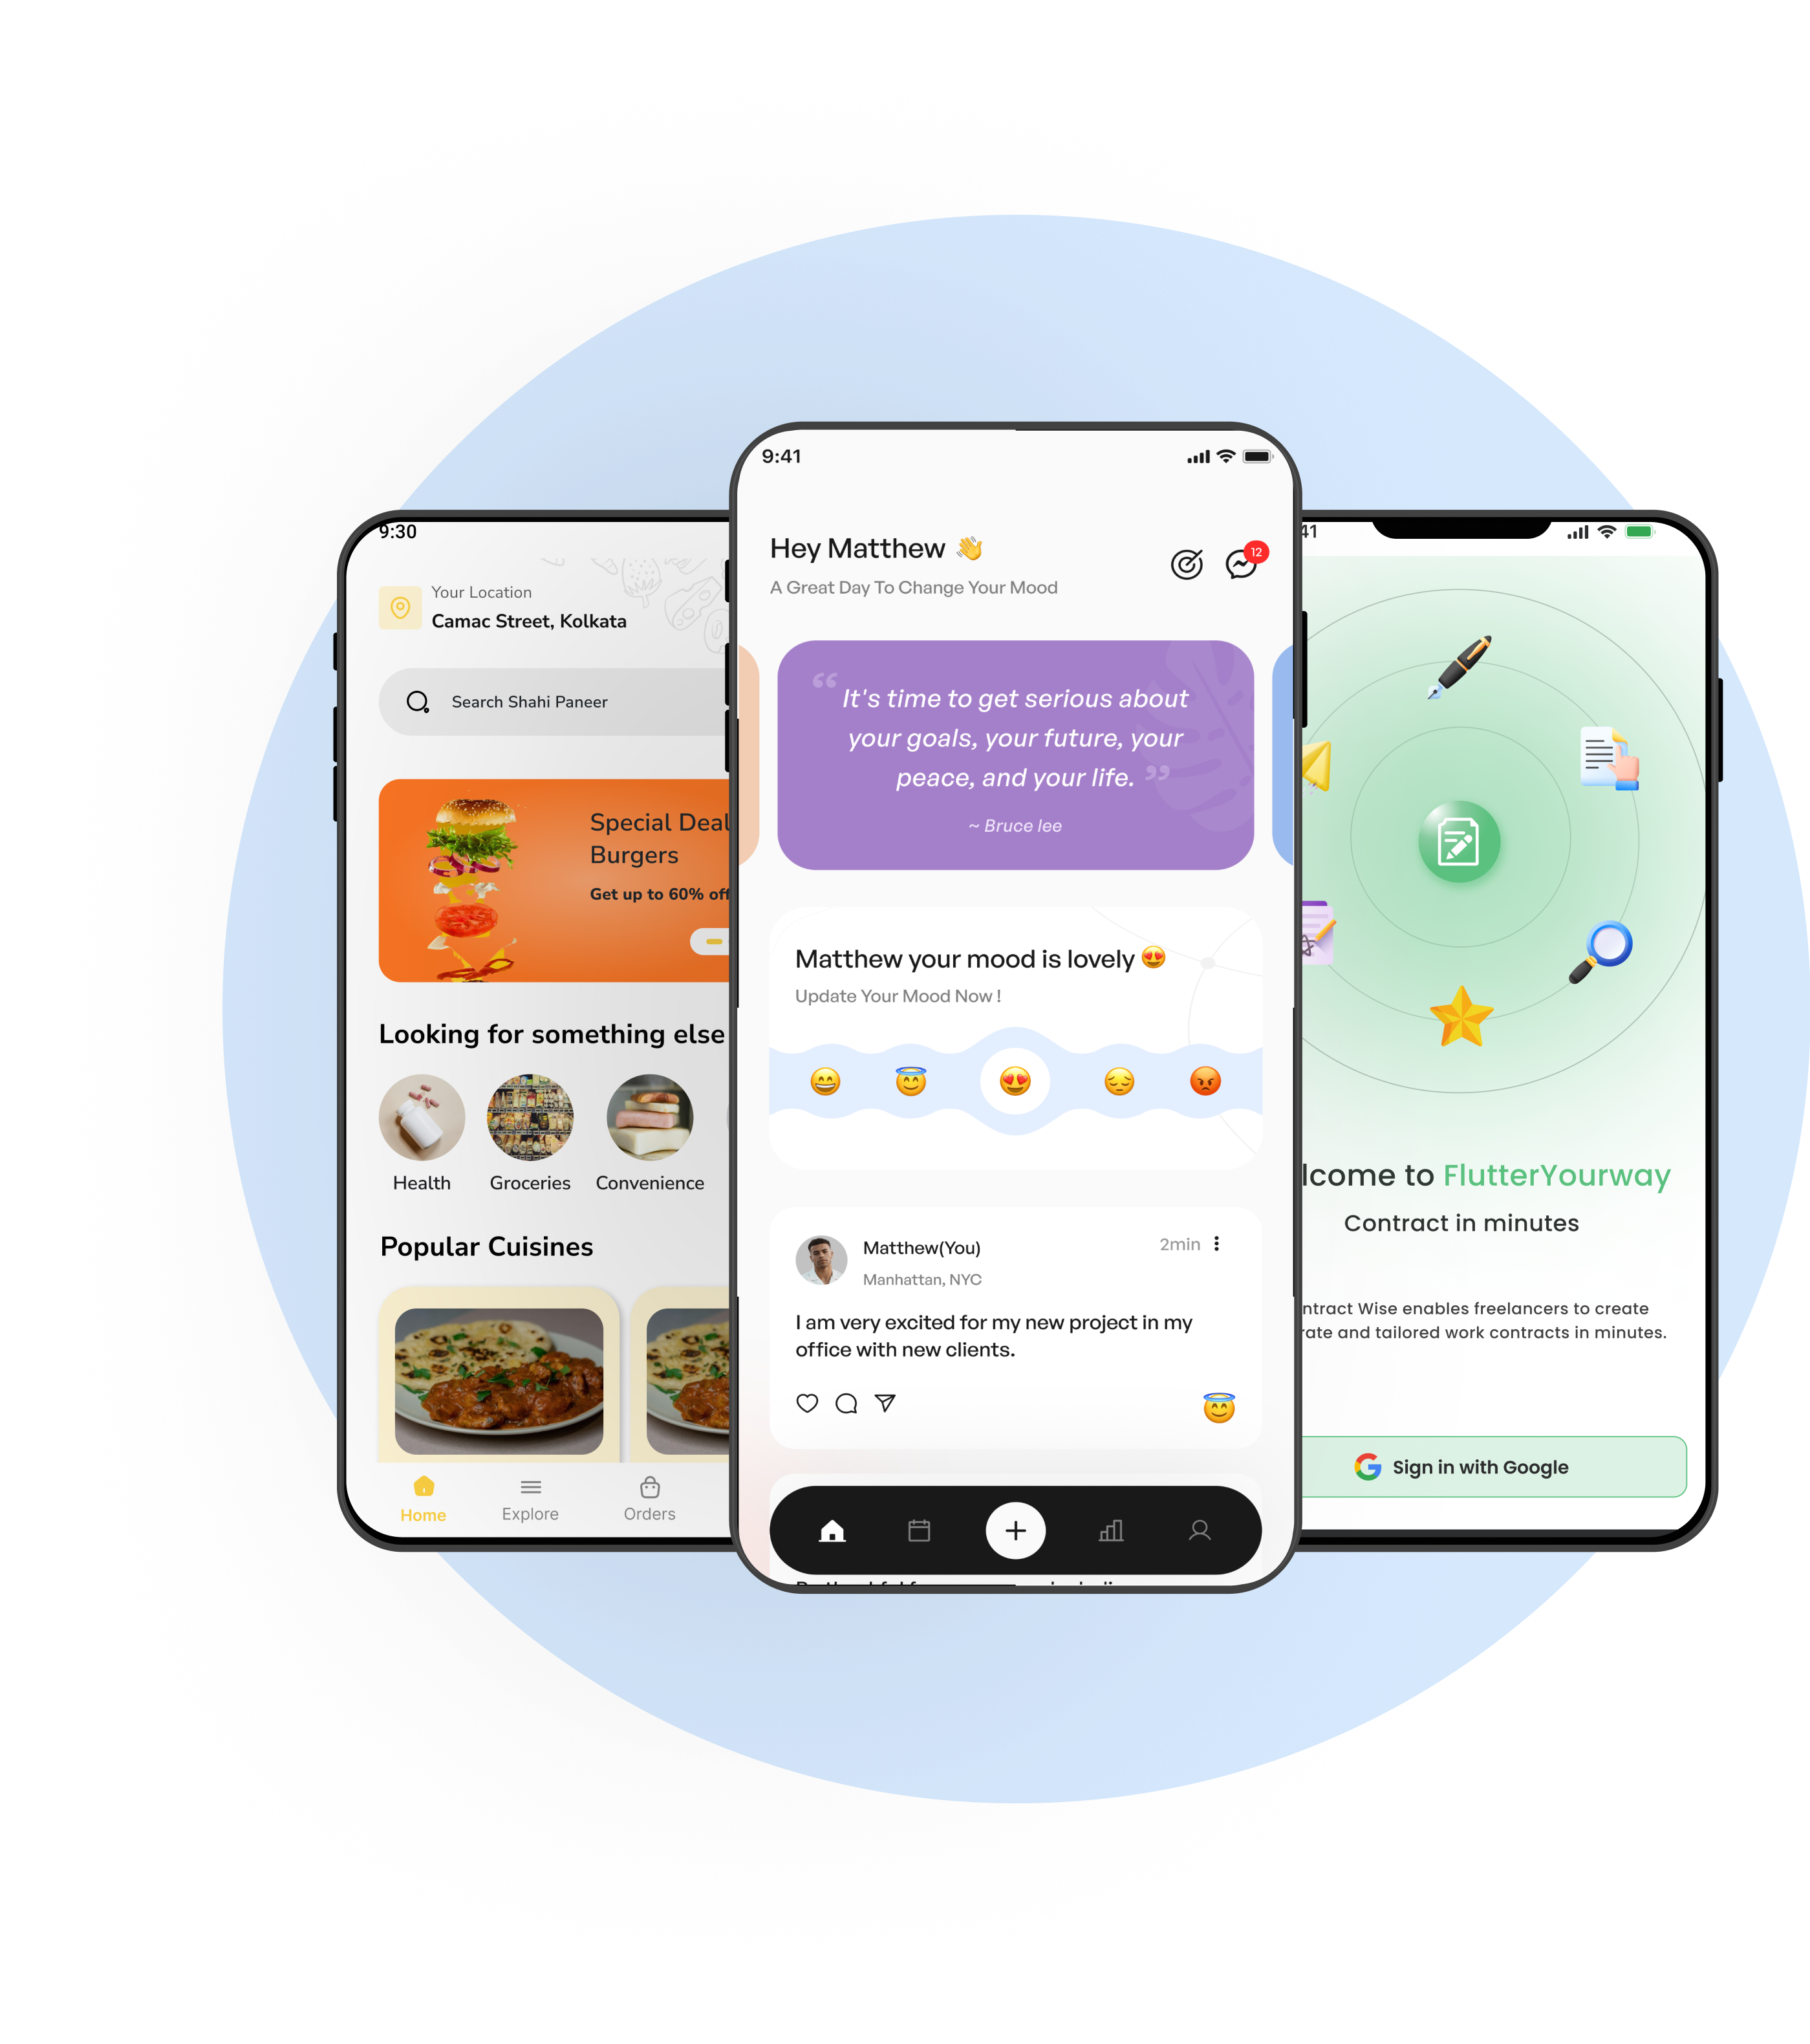 9:30
Your Location
Camac Street, Kolkata
Search Shahi Paneer
Special Deal
Burgers
Get up to 60% off
Looking for something else
Health
Groceries
Convenience
Popular Cuisines
Home
Explore
Orders
9:41
Hey Matthew 👋
12
A Great Day To Change Your Mood
“ It's time to get serious about
your goals, your future, your
peace, and your life. ”
~ Bruce lee
Matthew your mood is lovely 😍
Update Your Mood Now !
Matthew(You)
2min
Manhattan, NYC
I am very excited for my new project in my
office with new clients.
41
lcome to FlutterYourway
Contract in minutes
ntract Wise enables freelancers to create
rate and tailored work contracts in minutes.
Sign in with Google